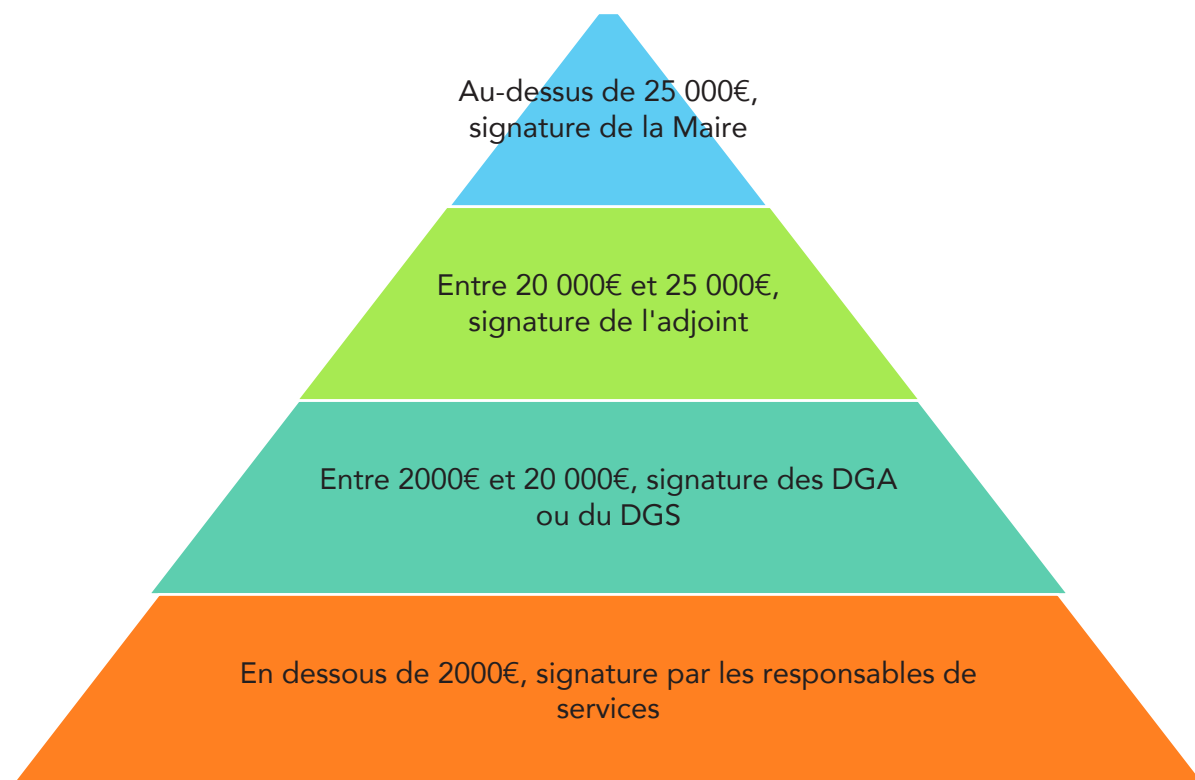 Au-dessus de 25 000€,
signature de la Maire
Entre 20 000€ et 25 000€,
signature de l'adjoint
Entre 2000€ et 20 000€, signature des DGA
ou du DGS
En dessous de 2000€, signature par les responsables de
services